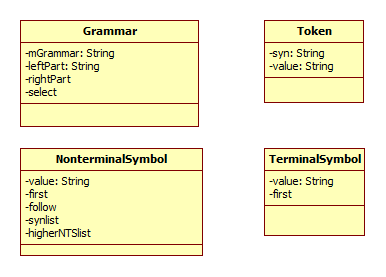 Grammar
-mGrammar: String
-leftPart: String
-rightPart
-select
Token
-syn: String
-value: String
NonterminalSymbol
-value: String
-first
-follow
-synlist
-higherNTSlist
TerminalSymbol
-value: String
-first